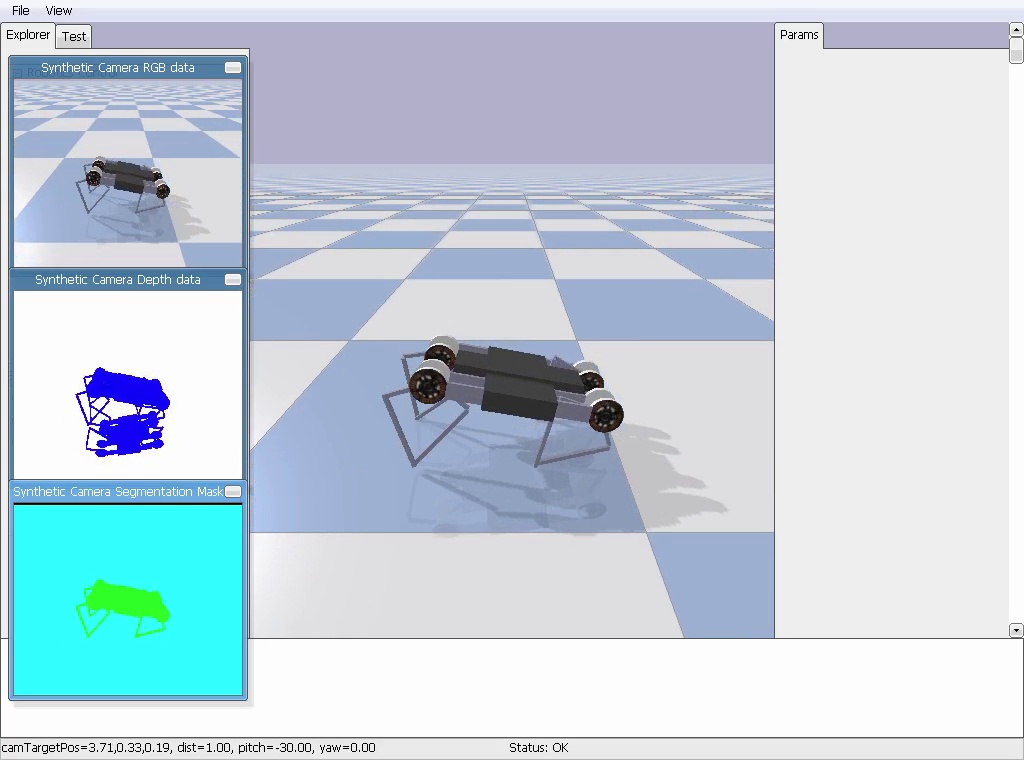 File View
Explorer Test
Params
Synthetic Camera RGB data
Synthetic Camera Depth data
Synthetic Camera Segmentation Mask
camTargetPos=3.71,0.33,0.19, dist=1.00, pitch=-30.00, yaw=0.00 Status: OK